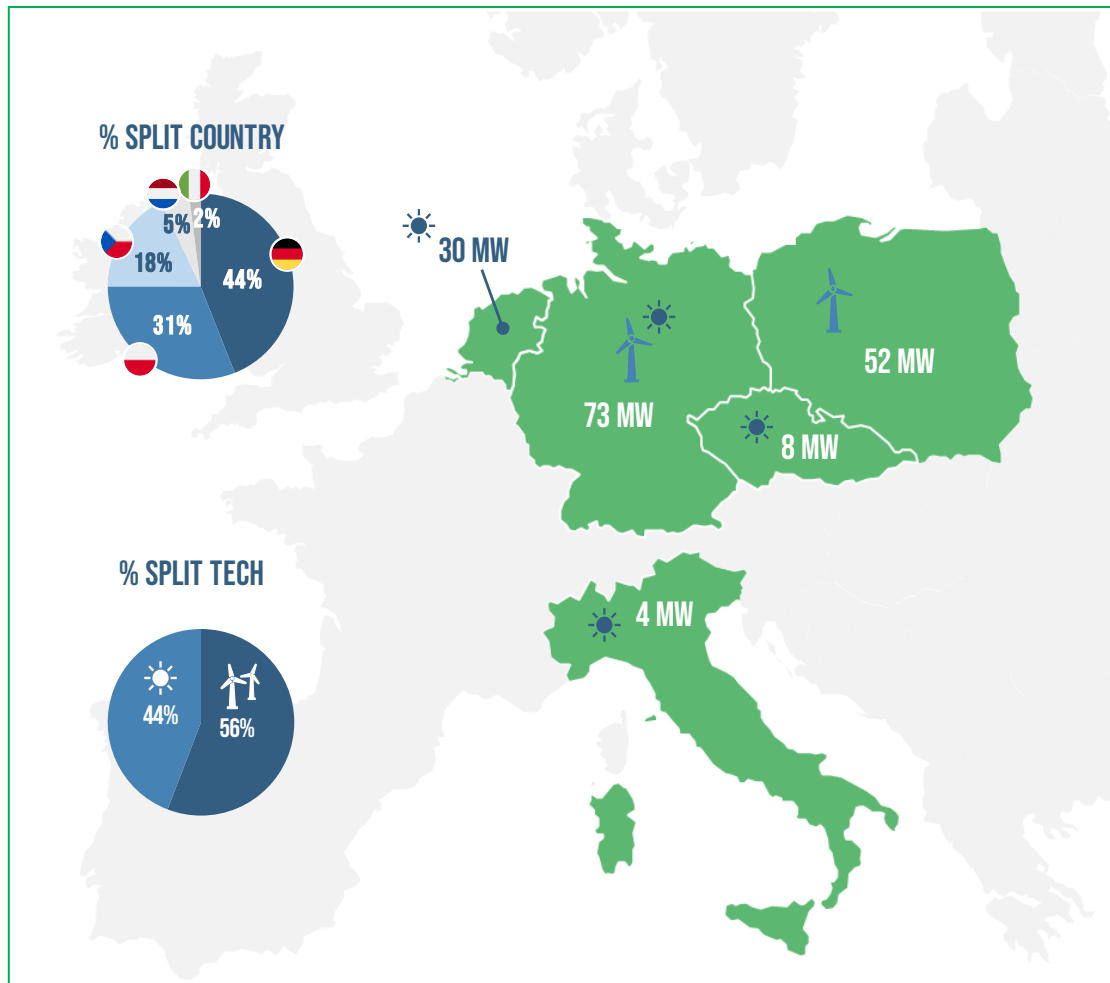 % SPLIT COUNTRY
5%
2%
18%
44%
31%
30 MW
52 MW
73 MW
8 MW
% SPLIT TECH
4 MW
44%
56%